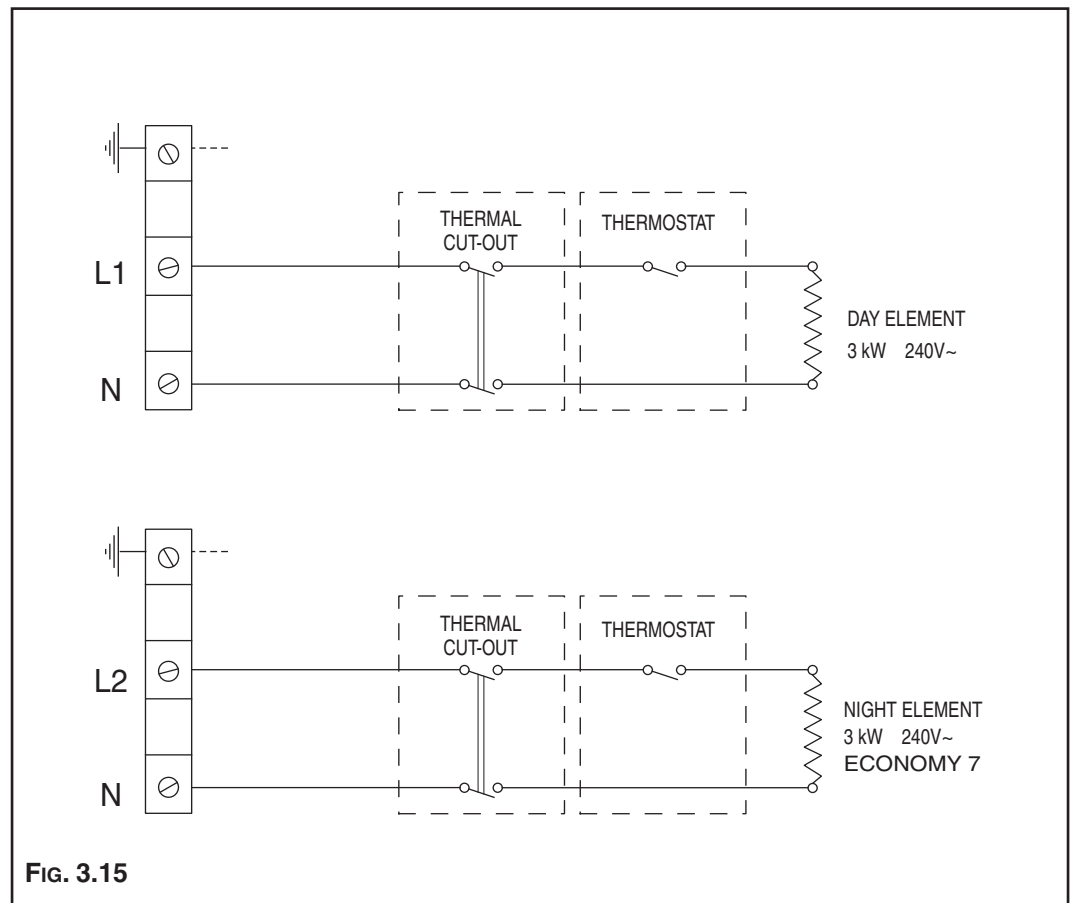 THERMAL
CUT-OUT
THERMOSTAT
L1
DAY ELEMENT
3 kW 240V~
N
THERMAL
CUT-OUT
THERMOSTAT
L2
NIGHT ELEMENT
3 kW 240V~
ECONOMY 7
N
FIG. 3.15